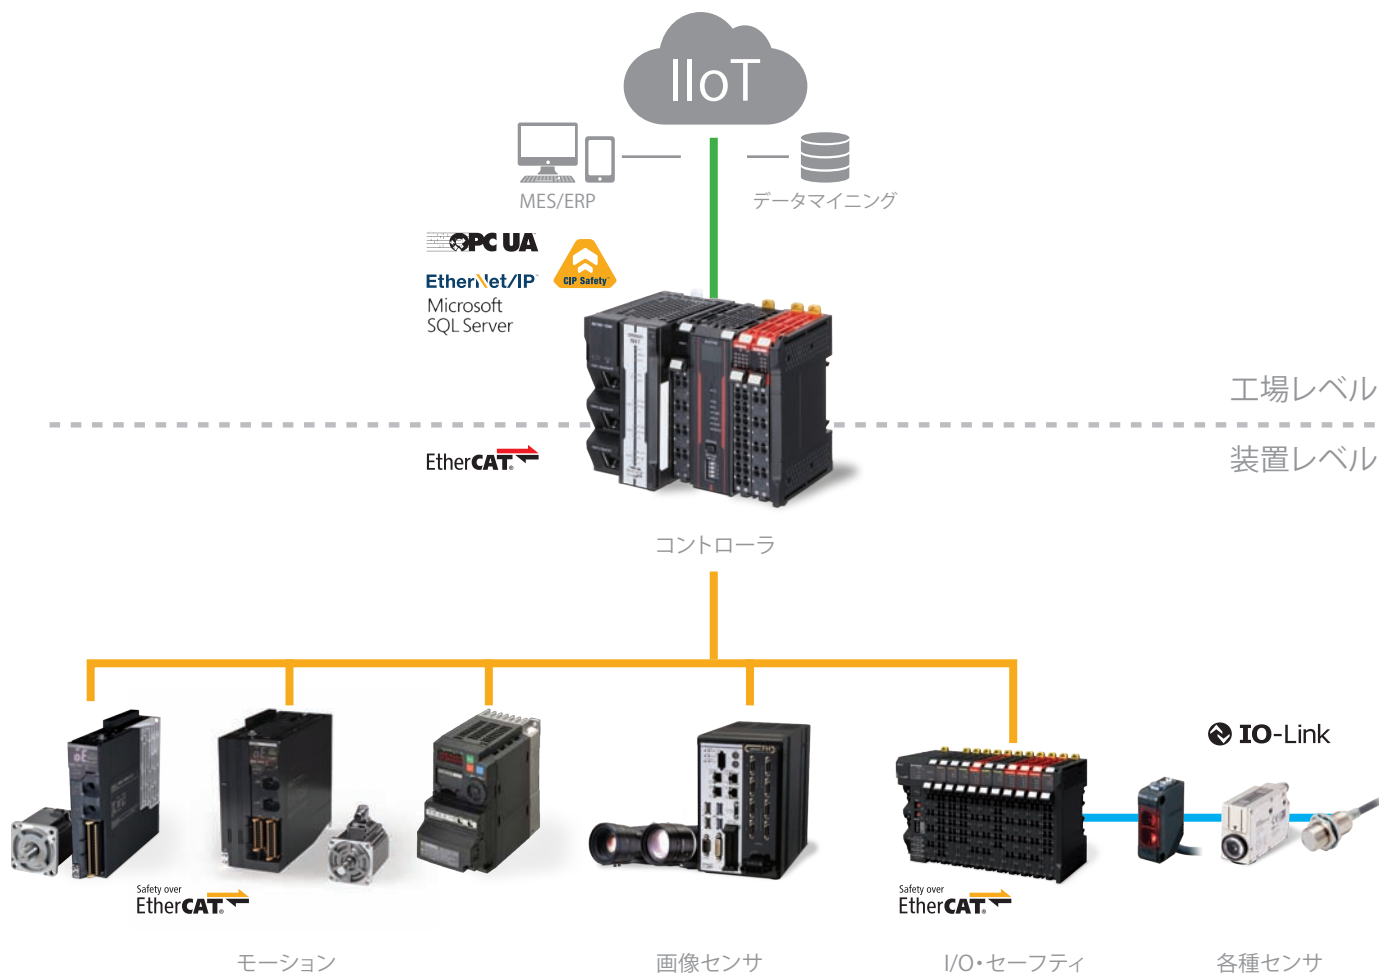 IIoT
MES/ERP
データマイニング
OPC UA
EtherNet/IP
CIP Safety
Microsoft
SQL Server
工場レベル
EtherCAT®
装置レベル
コントローラ
IO-Link
Safety over
EtherCAT®
Safety over
EtherCAT®
モーション
画像センサ
I/O・セーフティ
各種センサ